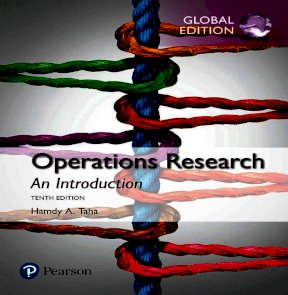 GLOBAL
EDITION
Operations Research
An Introduction
TENTH EDITION
Hamdy A. Taha
Pearson